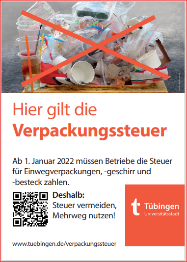 Hier gilt die
Verpackungssteuer
Ab 1. Januar 2022 müssen Betriebe die Steuer
für Einwegverpackungen, -geschirr und
-besteck zahlen.
Deshalb:
Steuer vermeiden,
Mehrweg nutzen!
t Tübingen
Universitätsstadt
www.tuebingen.de/verpackungssteuer